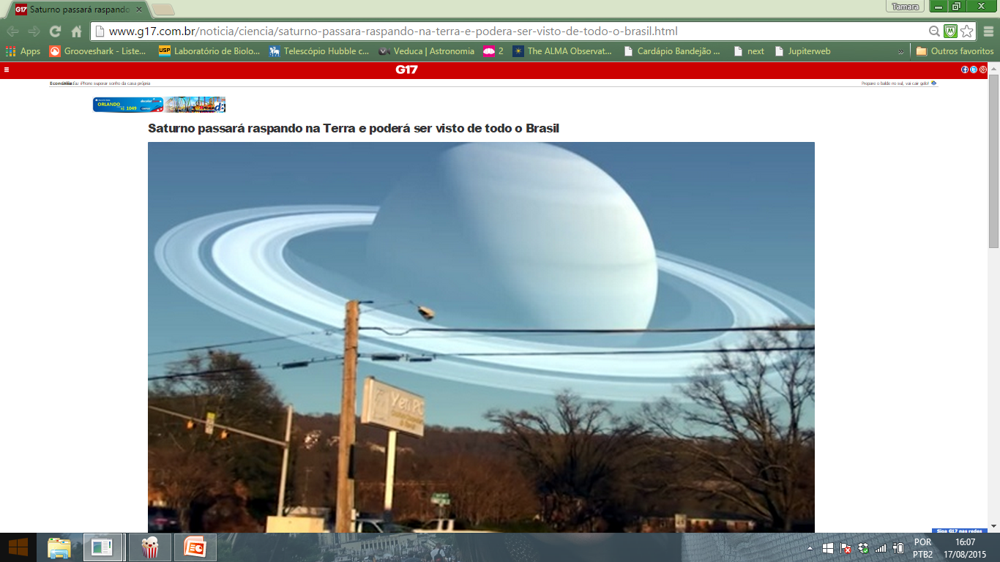 G17 Saturno passará raspando
Tamara
www.g17.com.br/noticia/ciencia/saturno-passara-raspando-na-terra-e-podera-ser-visto-de-todo-o-brasil.html
Apps Grooveshark - Liste... USP Laboratório de Biolo... Telescópio Hubble c... Veduca | Astronomia 2 The ALMA Observat... Cardápio Bandejão ... next Jupiterweb » Outros favoritos
G17
Economia: iPhone superar sonho da casa própria Prepare o balde no sul, vai cair gelo!
ORLANDO
R$ 1049
decolar
Saturno passará raspando na Terra e poderá ser visto de todo o Brasil
Yeti PC
Siga G17 nas redes
POR 16:07
PTB2 17/08/2015